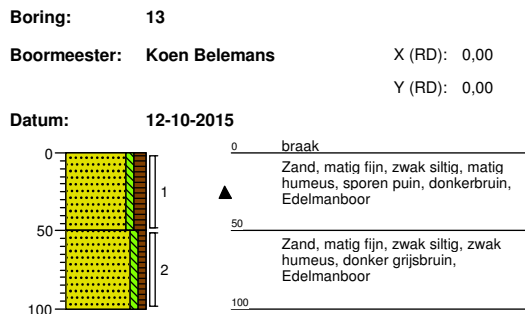 Boring: 13
Boormeester: Koen Belemans X (RD): 0,00
Y (RD): 0,00
Datum: 12-10-2015
0 0 braak
1 Zand, matig fijn, zwak siltig, matig
humeus, sporen puin, donkerbruin,
Edelmanboor
50 50
2 Zand, matig fijn, zwak siltig, zwak
humeus, donker grijsbruin,
Edelmanboor
100 100